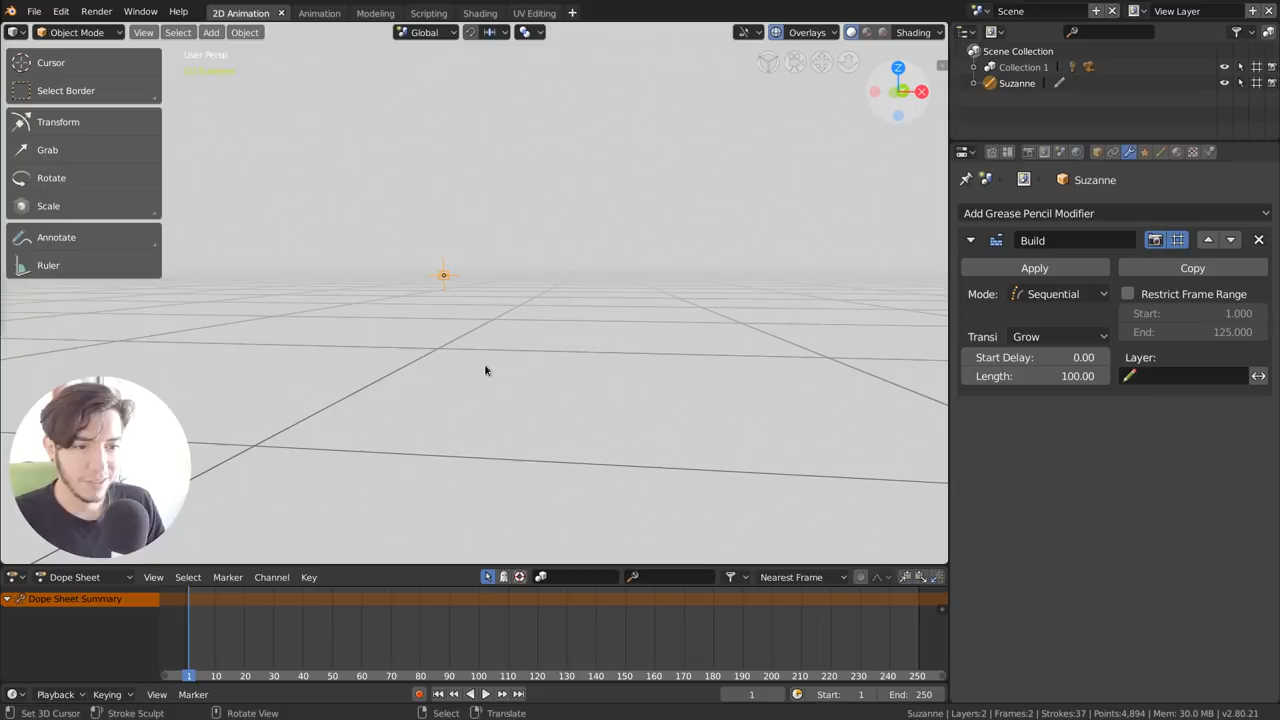 File Edit Render Window Help 2D Animation Animation Modeling Scripting Shading UV Editing Scene View Layer
Object Mode View Select Add Object Global Overlays Shading
User Persp
Cursor
Select Border
Transform
Grab
Rotate
Scale
Annotate
Ruler
Z
X
Scene Collection
Collection 1
Suzanne
Suzanne
Add Grease Pencil Modifier
Build
Apply Copy
Mode: Sequential Restrict Frame Range
Start: 1.000
End: 125.000
Transi Grow
Start Delay: 0.00 Layer:
Length: 100.00
Dope Sheet View Select Marker Channel Key Nearest Frame
Dope Sheet Summary
1 10 20 30 40 50 60 70 80 90 100 110 120 130 140 150 160 170 180 190 200 210 220 230 240 250
Playback Keying View Marker 1 Start: 1 End: 250
Set 3D Cursor Stroke Sculpt Rotate View Select Translate Suzanne | Layers:2 | Frames:2 | Strokes:37 | Points:4,894 | Mem: 30.0 MB | v2.80.21